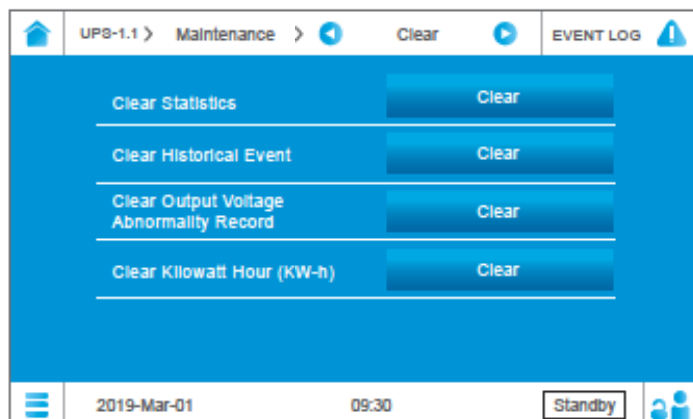 UPS-1.1 > Maintenance > Clear EVENT LOG
Clear Statistics Clear
Clear Historical Event Clear
Clear Output Voltage
Abnormality Record Clear
Clear Kilowatt Hour (KW-h) Clear
2019-Mar-01 09:30 Standby